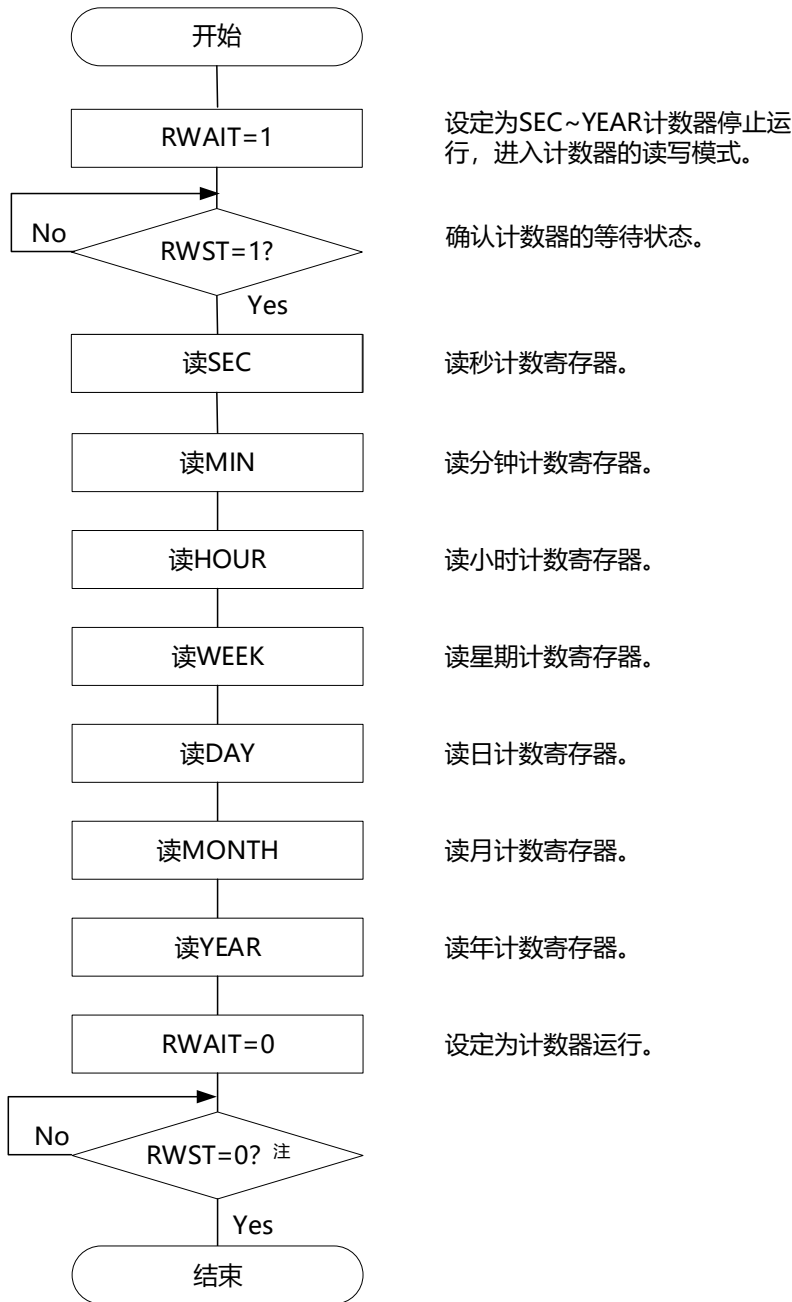 开始
RWAIT=1
设定为SEC~YEAR计数器停止运
行，进入计数器的读写模式。
No
RWST=1?
确认计数器的等待状态。
Yes
读SEC
读秒计数寄存器。
读MIN
读分钟计数寄存器。
读HOUR
读小时计数寄存器。
读WEEK
读星期计数寄存器。
读DAY
读日计数寄存器。
读MONTH
读月计数寄存器。
读YEAR
读年计数寄存器。
RWAIT=0
设定为计数器运行。
No
RWST=0? 注
Yes
结束